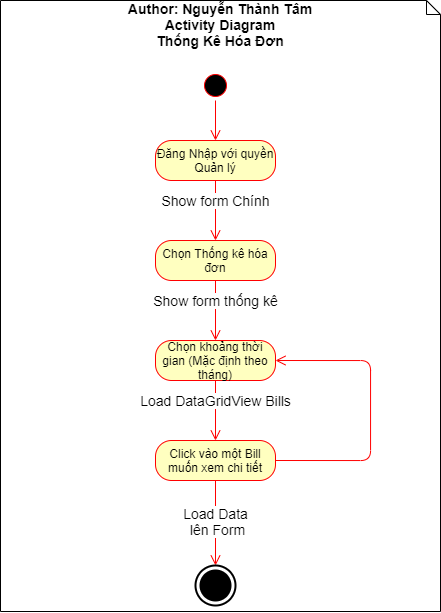 Author: Nguyễn Thành Tâm
Activity Diagram
Thống Kê Hóa Đơn
Đăng Nhập với quyền
Quản lý
Show form Chính
Chọn Thống kê hóa
đơn
Show form thống kê
Chọn khoảng thời
gian (Mặc định theo
tháng)
Load DataGridView Bills
Click vào một Bill
muốn xem chi tiết
Load Data
lên Form